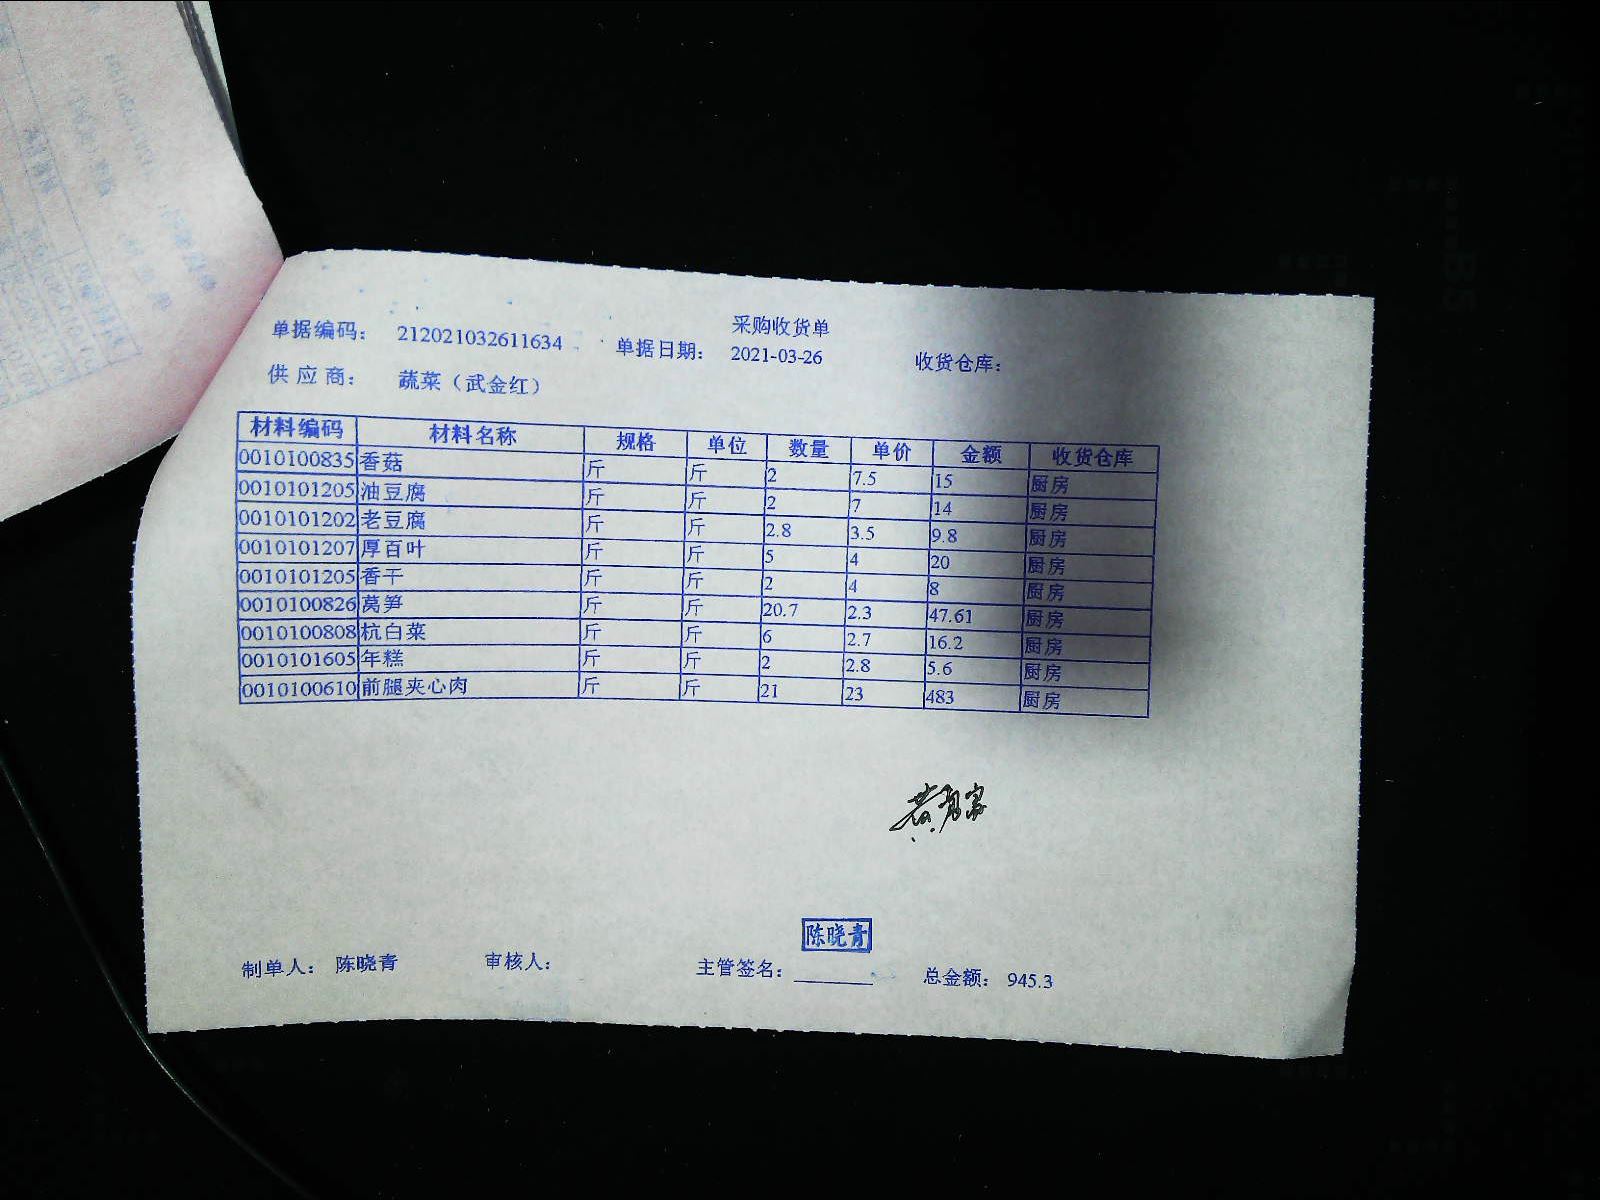 采购收货单
单据编码： 212021032611634 单据日期： 2021-03-26 收货仓库：
供 应 商： 蔬菜（武金红）
材料编码 材料名称 规格 单位 数量 单价 金额 收货仓库
0010100835 香菇 斤 斤 2 7.5 15 厨房
0010101205 油豆腐 斤 斤 2 7 14 厨房
0010101202 老豆腐 斤 斤 2.8 3.5 9.8 厨房
0010101207 厚百叶 斤 斤 5 4 20 厨房
0010101205 香干 斤 斤 2 4 8 厨房
0010100826 莴笋 斤 斤 20.7 2.3 47.61 厨房
0010100808 杭白菜 斤 斤 6 2.7 16.2 厨房
0010101605 年糕 斤 斤 2 2.8 5.6 厨房
0010100610 前腿夹心肉 斤 斤 21 23 483 厨房
陈晓青
制单人： 陈晓青 审核人： 主管签名： 总金额： 945.3